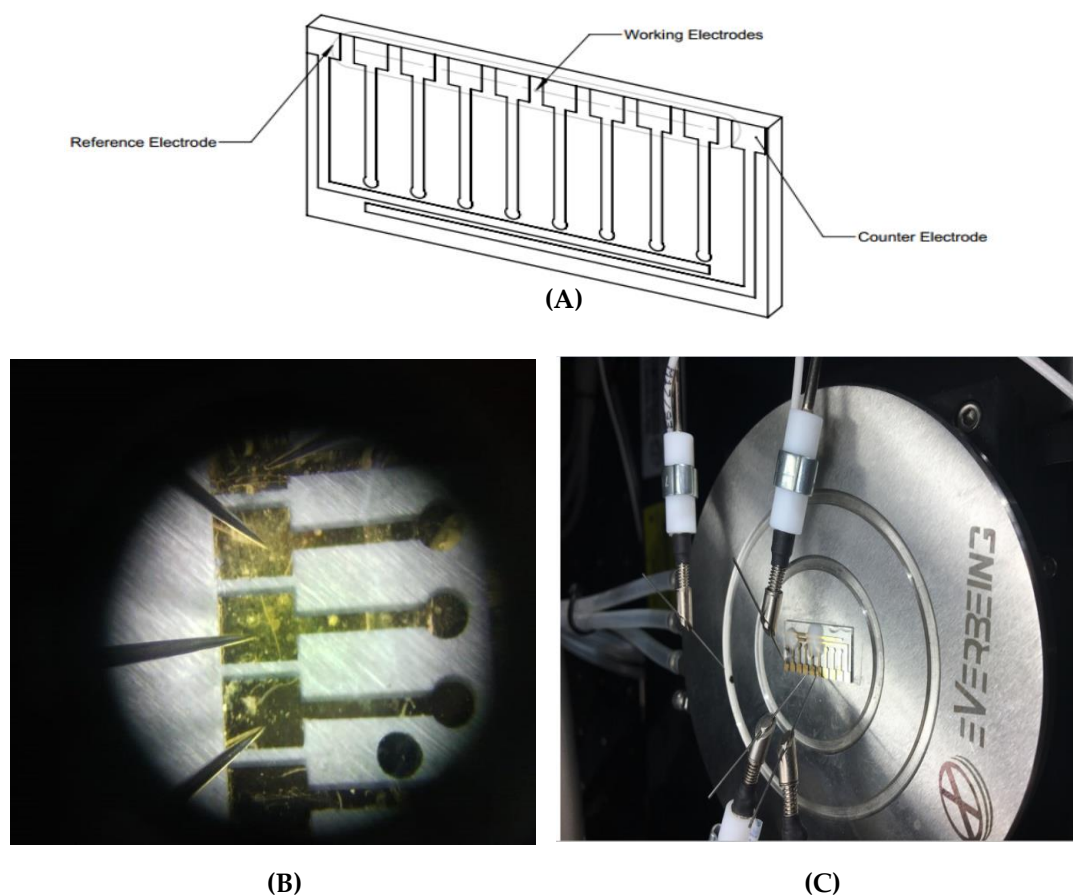 Working Electrodes
Reference Electrode
Counter Electrode
(A)
EVERBEING
(B)
(C)